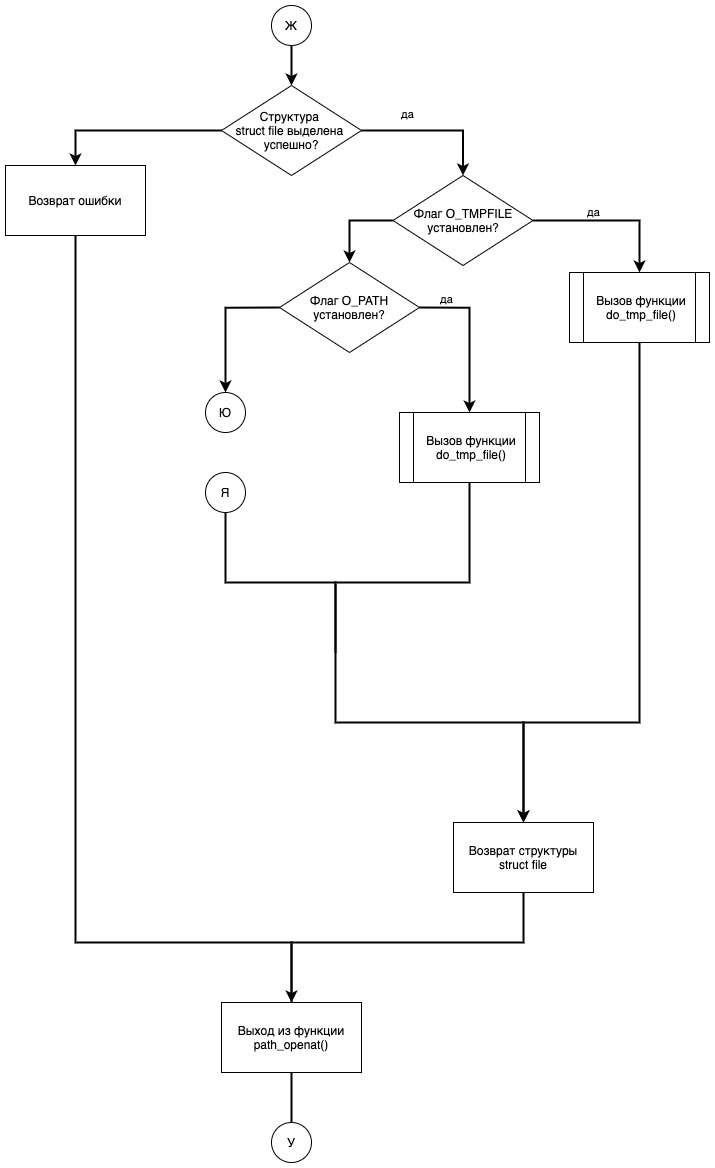 Ж
Структура
struct file выделена
успешно?
да
Возврат ошибки
Флаг O_TMPFILE
установлен?
да
Флаг O_PATH
установлен?
да
Вызов функции
do_tmp_file()
Ю
Вызов функции
do_tmp_file()
Я
Возврат структуры
struct file
Выход из функции
path_openat()
У